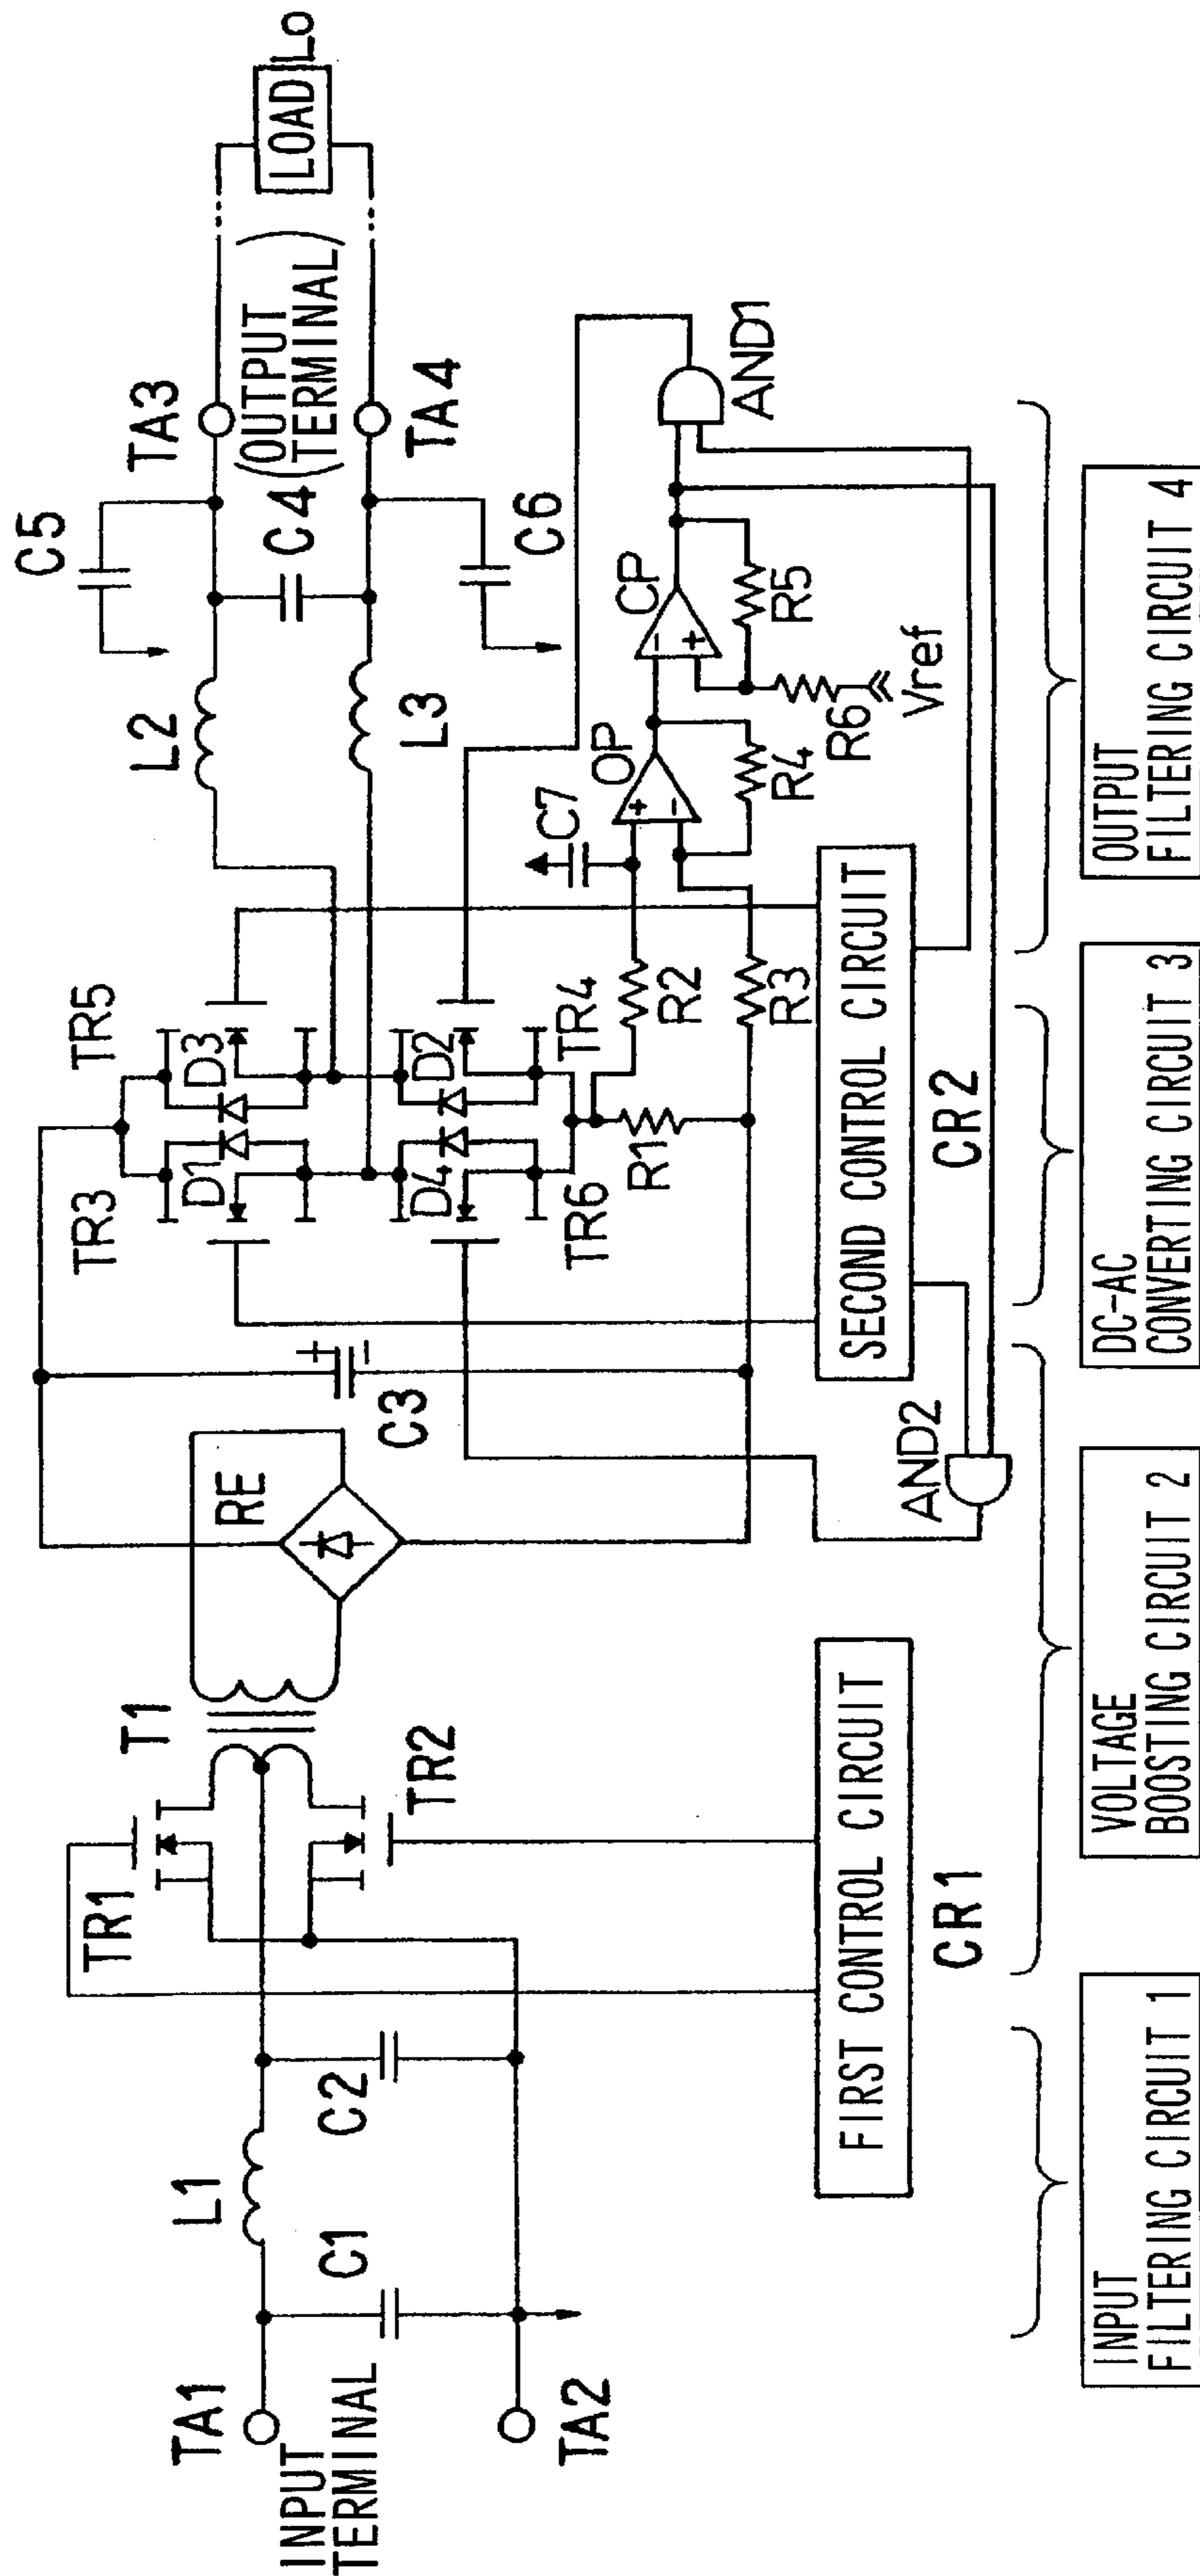 TA1
INPUT
TERMINAL
TA2
L1
C1
C2
TR1
TR2
T1
RE
C3
TR3
TR5
D1
D3
D4
D2
TR6
TR4
R1
R2
R3
L2
L3
C5
C4
C6
TA3
(OUTPUT
TERMINAL)
TA4
LOAD
Lo
C7
OP
R4
CP
R5
R6
Vref
AND1
AND2
FIRST CONTROL CIRCUIT
CR1
SECOND CONTROL CIRCUIT
CR2
INPUT
FILTERING CIRCUIT 1
VOLTAGE
BOOSTING CIRCUIT 2
DC-AC
CONVERTING CIRCUIT 3
OUTPUT
FILTERING CIRCUIT 4